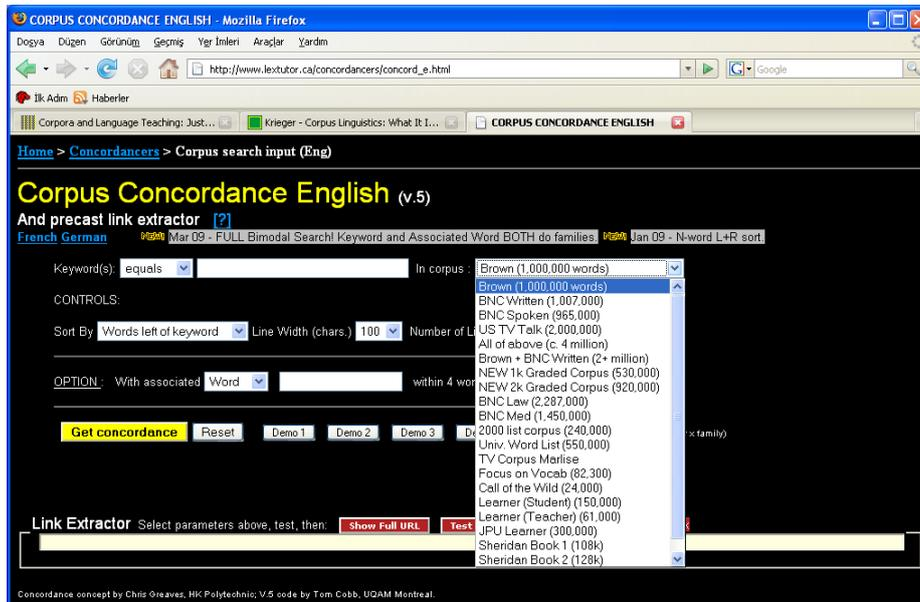 CORPUS CONCORDANCE ENGLISH - Mozilla Firefox
Dosya Düzen Görünüm Geçmiş Yer İmleri Araçlar Yardım
http://www.lextutor.ca/concordancers/concord_e.html
Google
İlk Adım Haberler
Corpora and Language Teaching: Just... Krieger - Corpus Linguistics: What It I... CORPUS CONCORDANCE ENGLISH
Home > Concordancers > Corpus search input (Eng)
Corpus Concordance English (v.5)
And precast link extractor [?]
French German NEW! Mar 09 - FULL Bimodal Search! Keyword and Associated Word BOTH do families. NEW! Jan 09 - N-word L+R sort.
Keyword(s): equals In corpus : Brown (1,000,000 words)
Brown (1,000,000 words)
CONTROLS:
BNC Written (1,007,000)
BNC Spoken (965,000)
Sort By Words left of keyword Line Width (chars.) 100 Number of Li
US TV Talk (2,000,000)
All of above (c. 4 million)
Brown + BNC Written (2+ million)
NEW 1k Graded Corpus (530,000)
OPTION : With associated Word within 4 wor
NEW 2k Graded Corpus (920,000)
BNC Law (2,287,000)
BNC Med (1,450,000)
Get concordance Reset Demo 1 Demo 2 Demo 3 De
2000 list corpus (240,000)
x family)
Univ. Word List (550,000)
TV Corpus Marlise
Focus on Vocab (82,300)
Call of the Wild (24,000)
Learner (Student) (150,000)
Learner (Teacher) (61,000)
Link Extractor Select parameters above, test, then: Show Full URL Test
JPU Learner (300,000)
Sheridan Book 1 (108k)
Sheridan Book 2 (128k)
Concordance concept by Chris Greaves, HK Polytechnic; V.5 code by Tom Cobb, UQAM Montreal.